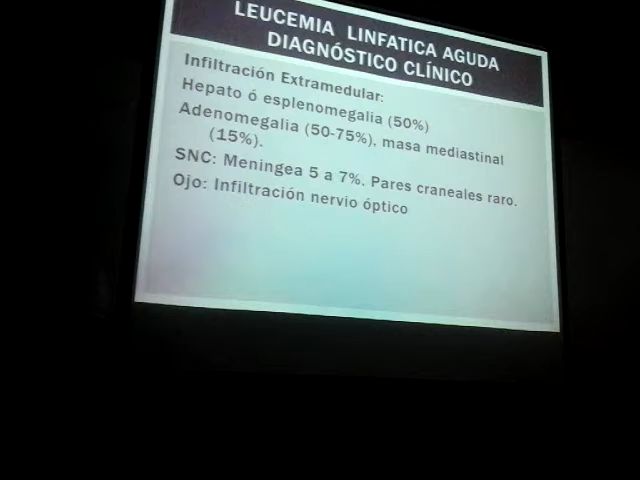 LEUCEMIA LINFATICA AGUDA
DIAGNÓSTICO CLÍNICO
Infiltración Extramedular:
Hepato ó esplenomegalia (50%)
Adenomegalia (50-75%), masa mediastinal
(15%).
SNC: Meningea 5 a 7%. Pares craneales raro.
Ojo: Infiltración nervio óptico